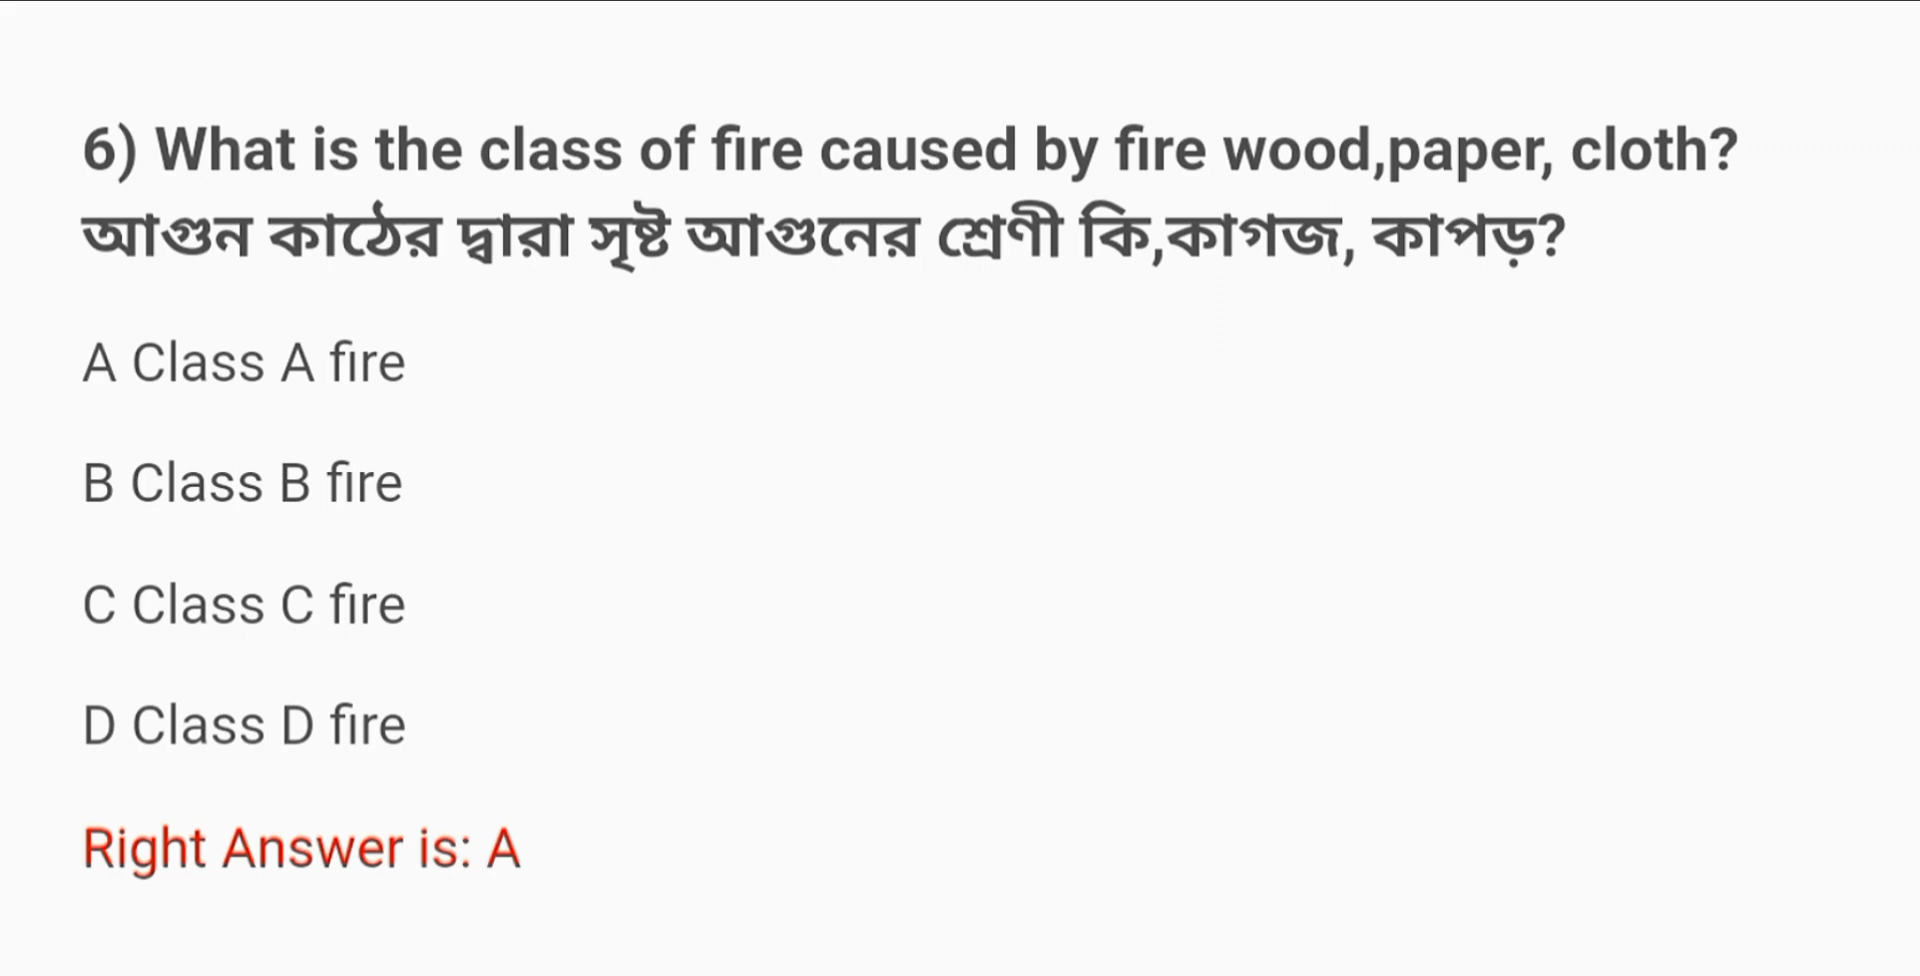 6) What is the class of fire caused by fire wood,paper, cloth?
আগুন কাঠের দ্বারা সৃষ্ট আগুনের শ্রেণী কি,কাগজ, কাপড়?
A Class A fire
B Class B fire
C Class C fire
D Class D fire
Right Answer is: A